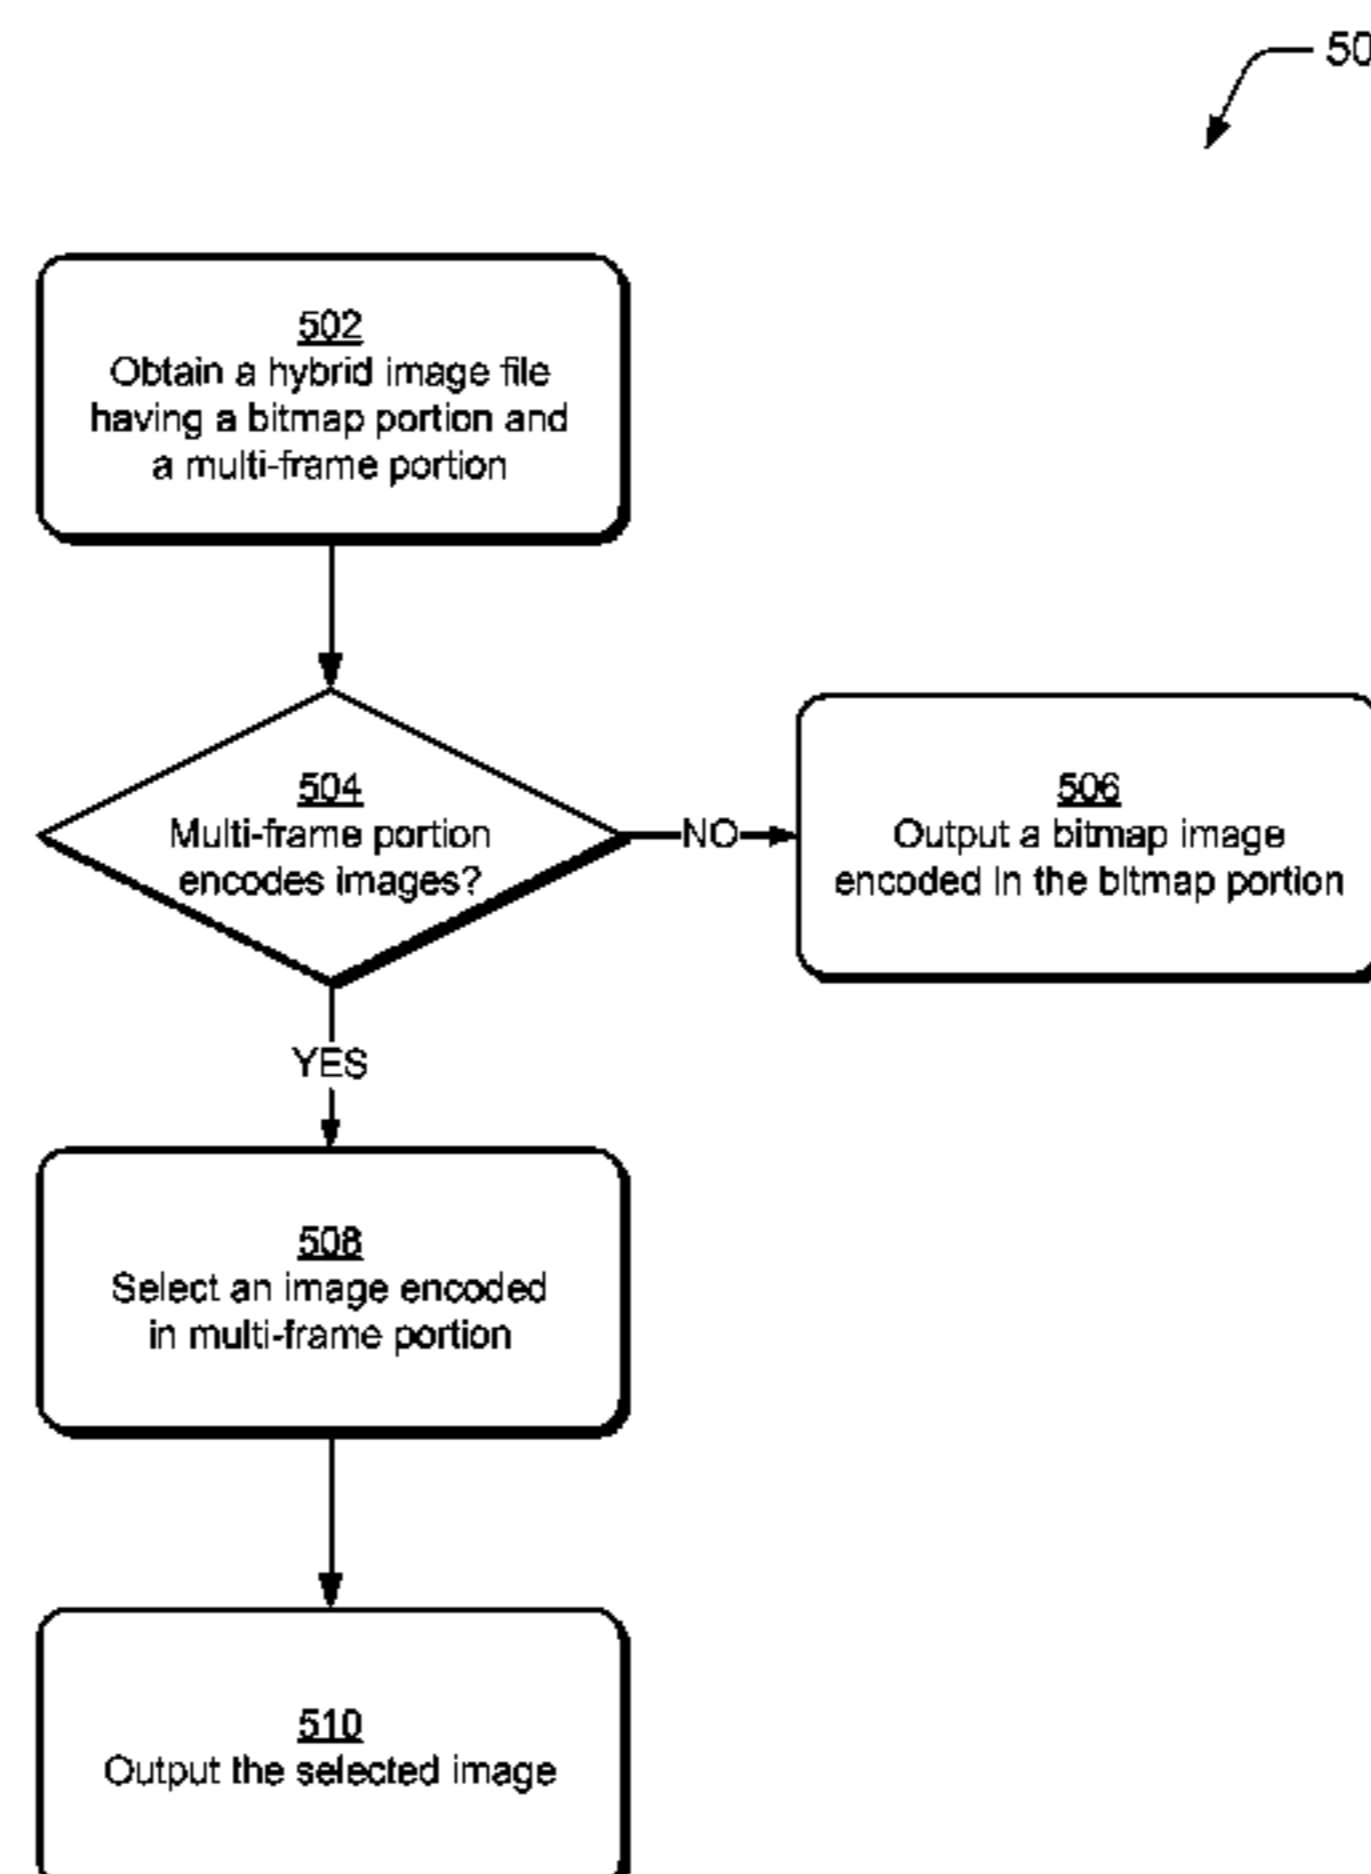 50
502
Obtain a hybrid image file
having a bitmap portion and
a multi-frame portion
504
Multi-frame portion
encodes images?
NO
506
Output a bitmap image
encoded in the bitmap portion
YES
508
Select an image encoded
in multi-frame portion
510
Output the selected image